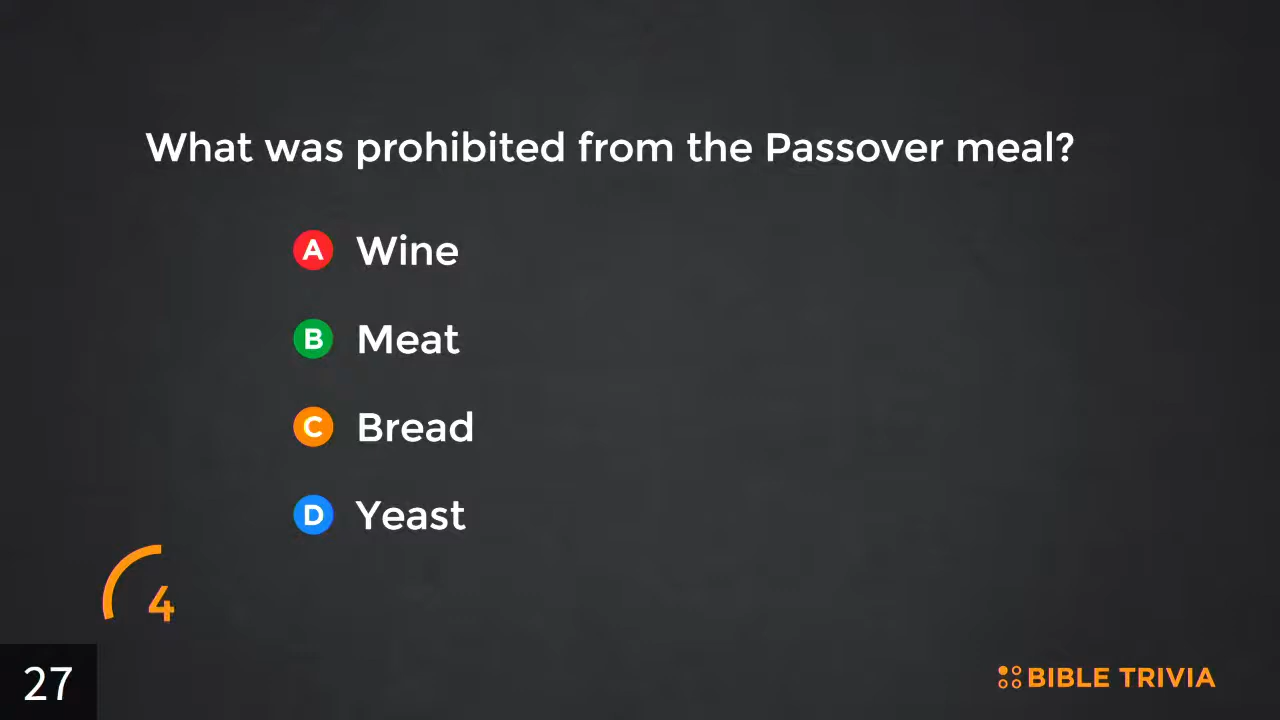 What was prohibited from the Passover meal?
A Wine
B Meat
C Bread
D Yeast
4
27
BIBLE TRIVIA